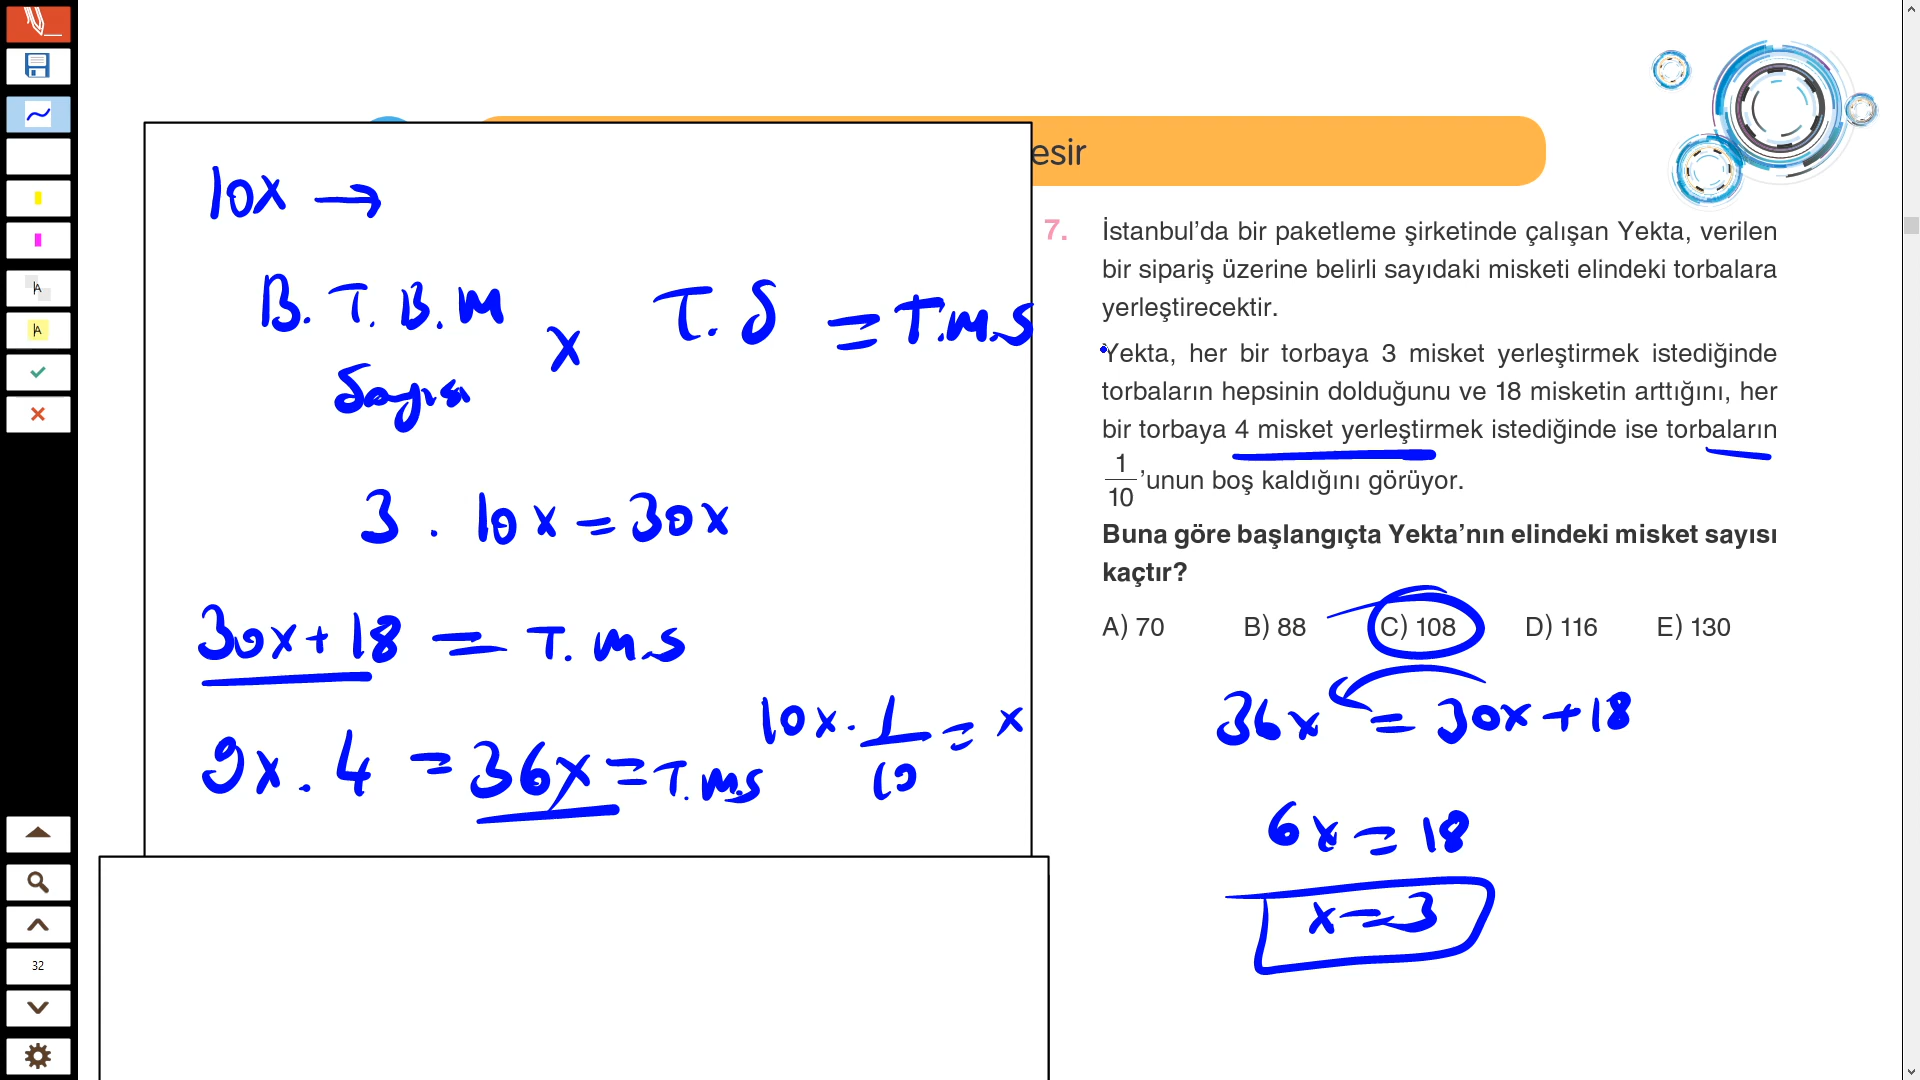 esir
10x →
B. T. B. M
Sayısı
x T. S = T.M.S
3 . 10x = 30x
30x + 18 = T. M.S
10x . 1/10 = x
9x . 4 = 36x = T. M.S
7. İstanbul'da bir paketleme şirketinde çalışan Yekta, verilen
bir sipariş üzerine belirli sayıdaki misketi elindeki torbalara
yerleştirecektir.
Yekta, her bir torbaya 3 misket yerleştirmek istediğinde
torbaların hepsinin dolduğunu ve 18 misketin arttığını, her
bir torbaya 4 misket yerleştirmek istediğinde ise torbaların
1/10 'unun boş kaldığını görüyor.
Buna göre başlangıçta Yekta'nın elindeki misket sayısı
kaçtır?
A) 70 B) 88 C) 108 D) 116 E) 130
36x = 30x + 18
6x = 18
x = 3
A
A
32